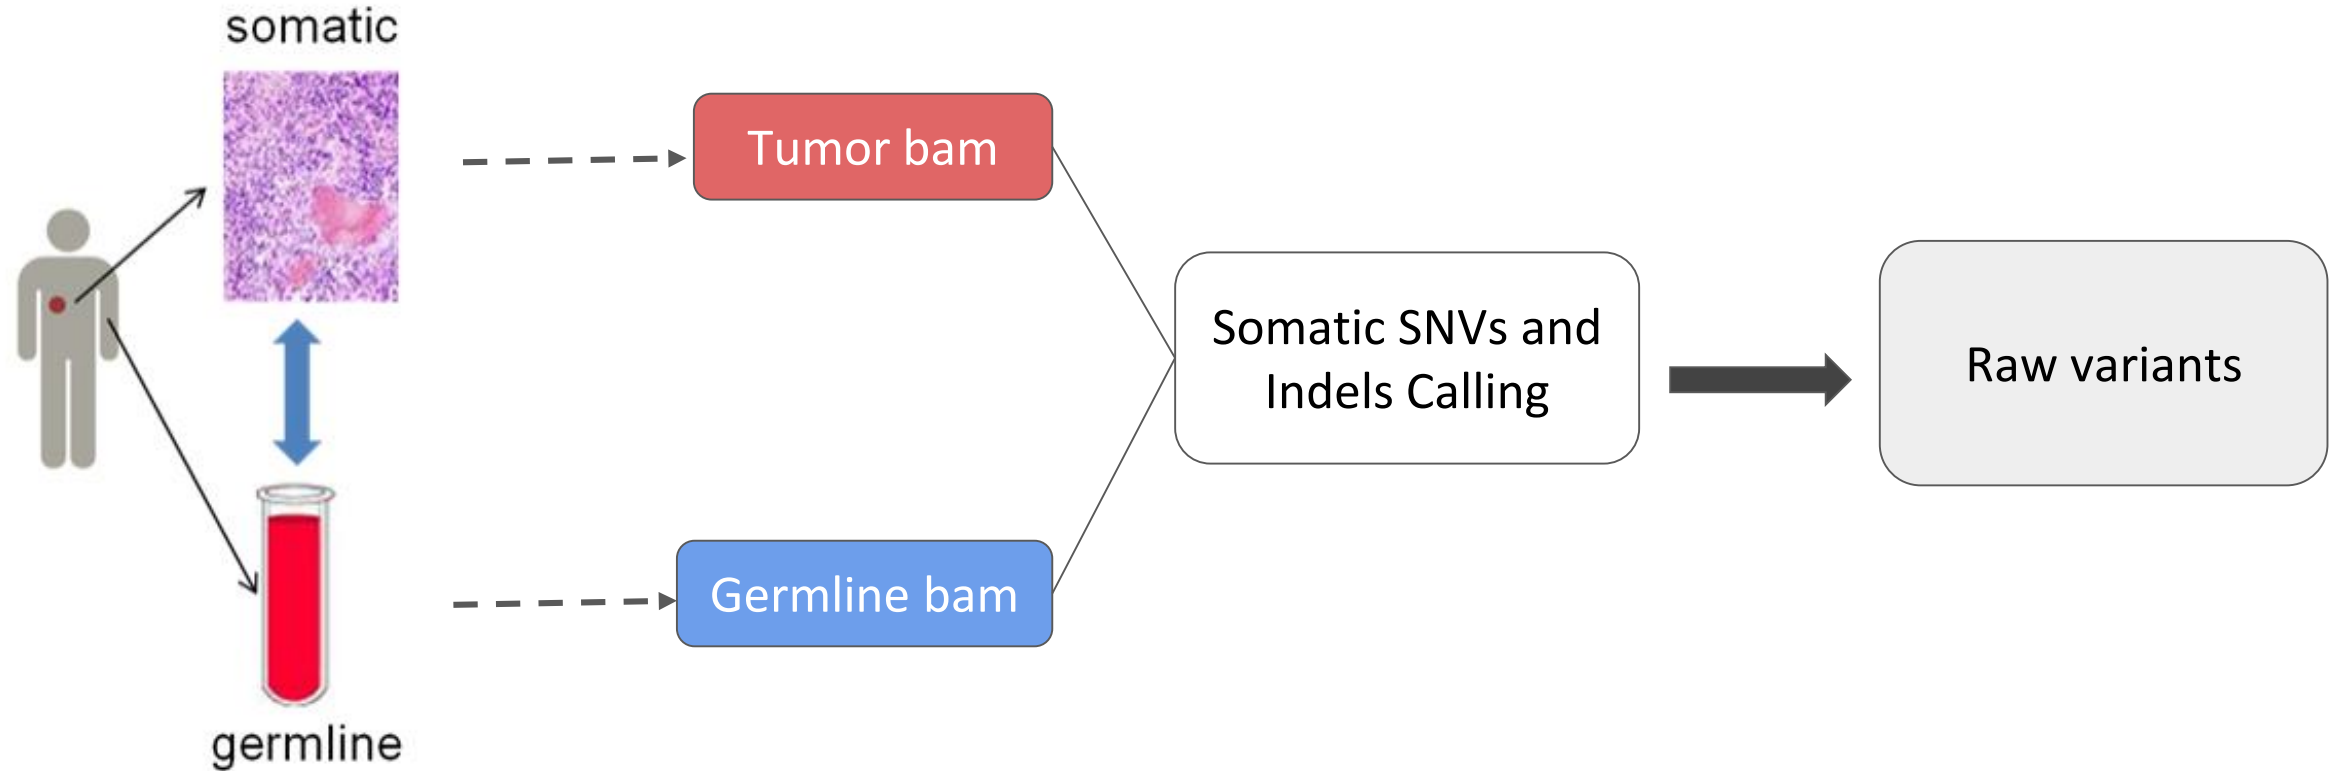 somatic
Tumor bam
Somatic SNVs and
Indels Calling
Raw variants
Germline bam
germline